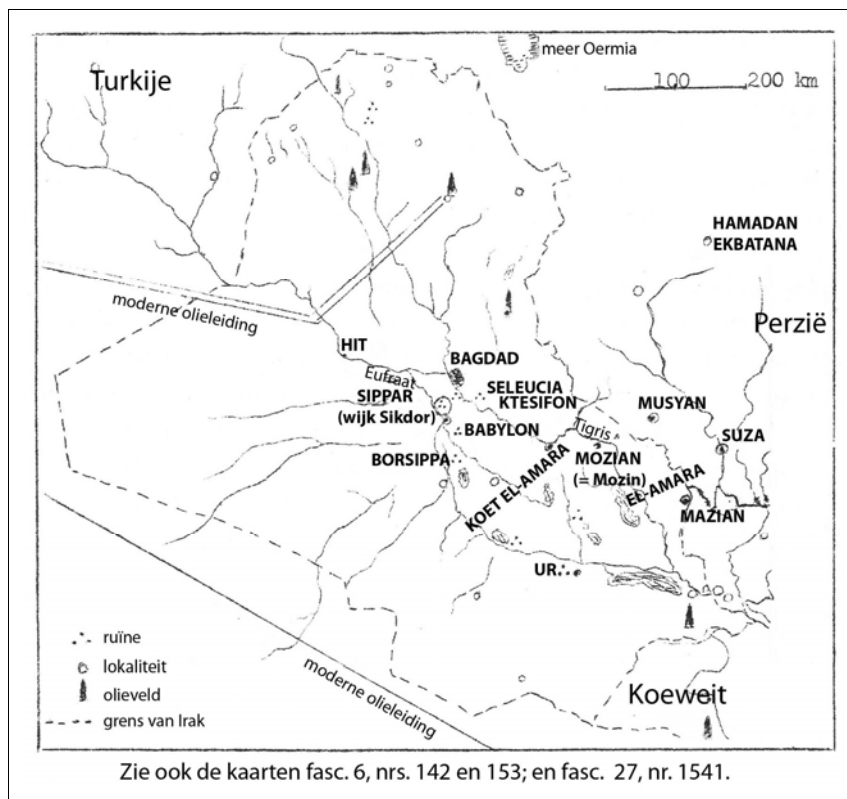 meer Oermia
Turkije
100 200 km
HAMADAN
EKBATANA
moderne olieleiding
Perzië
HIT
BAGDAD
Eufraat
SELEUCIA
KTESIFON
SIPPAR
(wijk Sikdor)
MUSYAN
BABYLON
Tigris
SUZA
BORSIPPA
KOET EL-AMARA
MOZIAN
(= Mozin)
EL-AMARA
MAZIAN
UR
ruïne
lokaliteit
olieveld
grens van Irak
moderne olieleiding
Koeweit
Zie ook de kaarten fasc. 6, nrs. 142 en 153; en fasc. 27, nr. 1541.